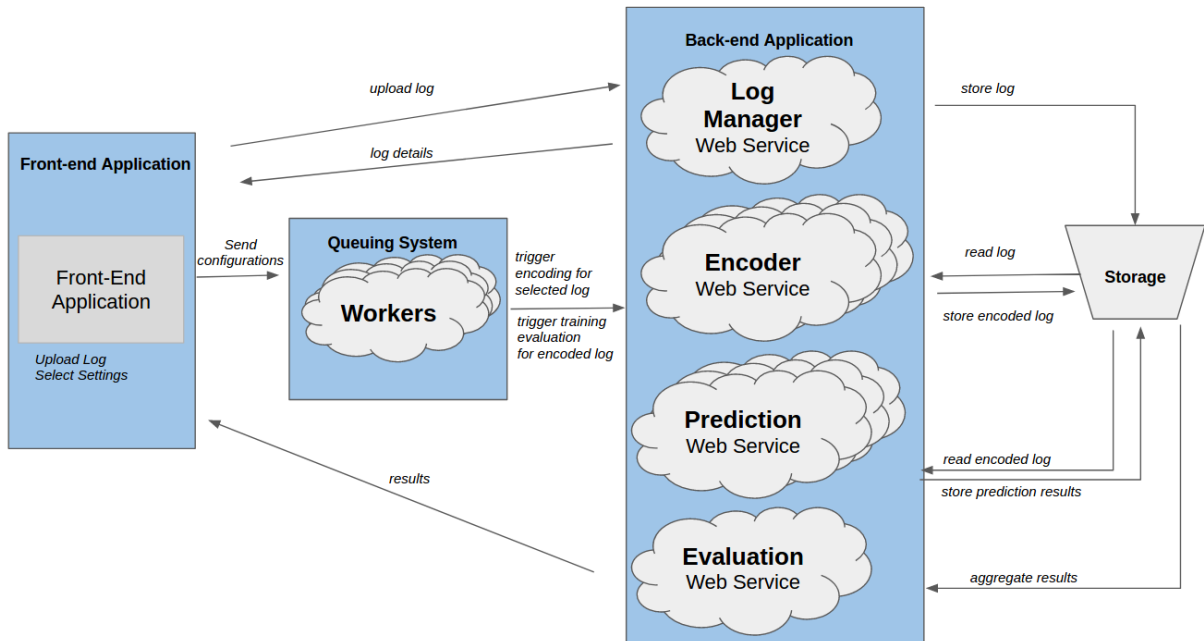 Back-end Application
upload log
Log
Manager
Web Service
store log
Front-end Application
log details
Send
configurations
Queuing System
trigger
encoding for
selected log
Encoder
Web Service
read log
Storage
Front-End
Application
Workers
trigger training
evaluation
for encoded log
store encoded log
Upload Log
Select Settings
Prediction
Web Service
results
read encoded log
store prediction results
Evaluation
Web Service
aggregate results